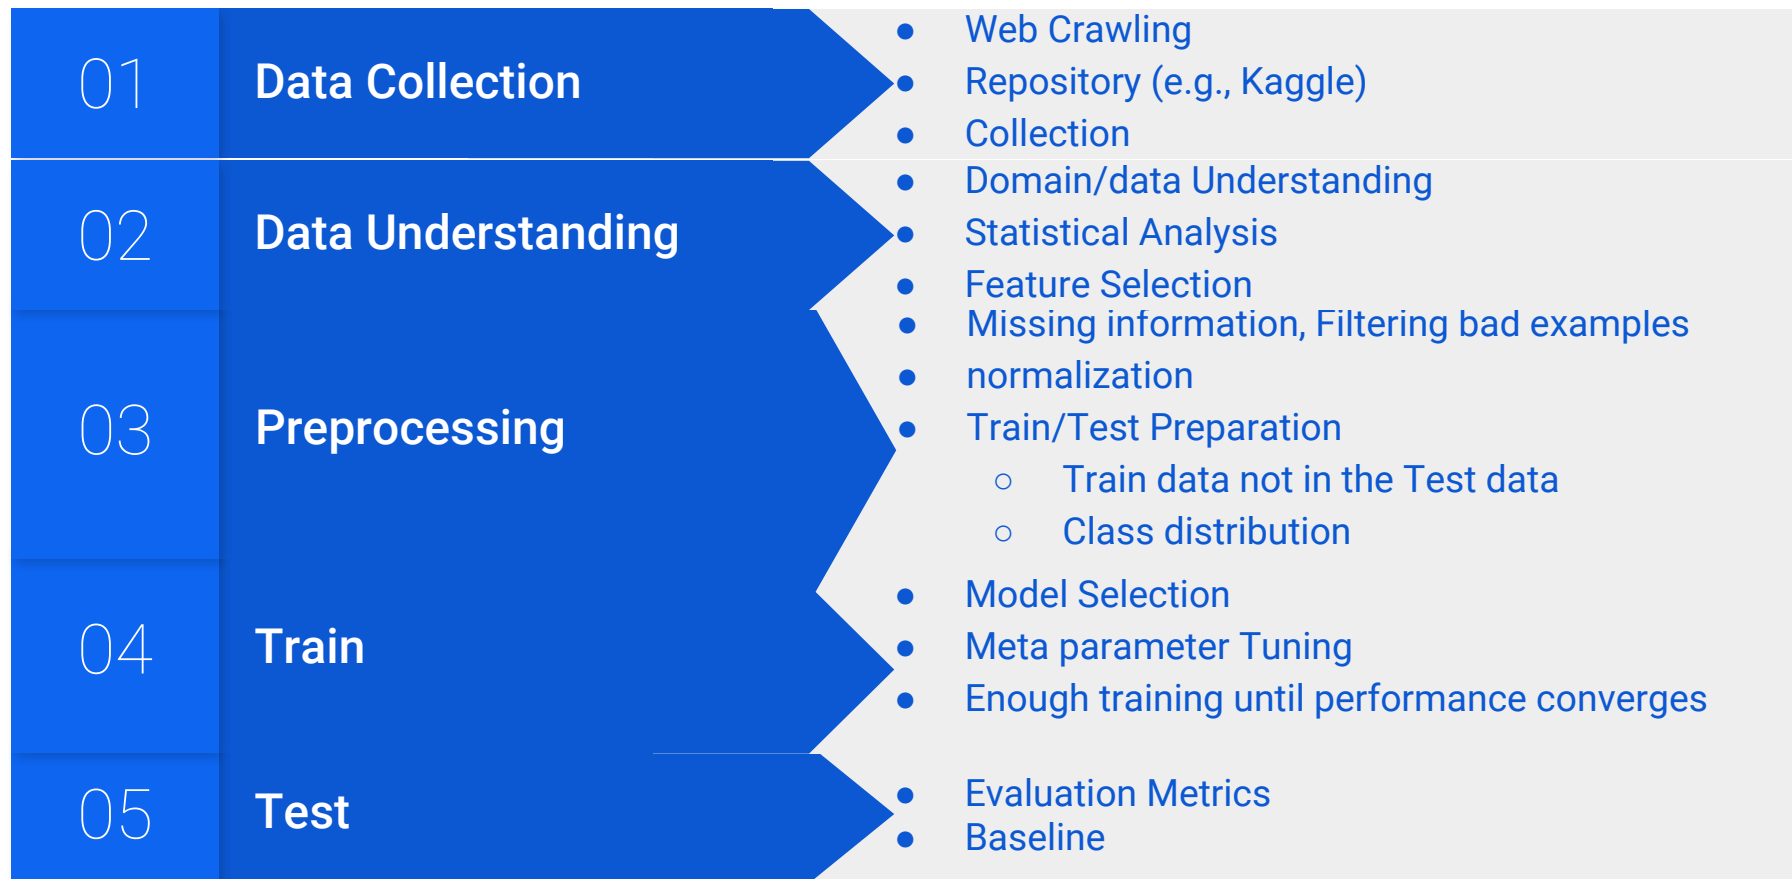 01
Data Collection
● Web Crawling
● Repository (e.g., Kaggle)
● Collection
02
Data Understanding
● Domain/data Understanding
● Statistical Analysis
● Feature Selection
03
Preprocessing
● Missing information, Filtering bad examples
● normalization
● Train/Test Preparation
○ Train data not in the Test data
○ Class distribution
04
Train
● Model Selection
● Meta parameter Tuning
● Enough training until performance converges
05
Test
● Evaluation Metrics
● Baseline